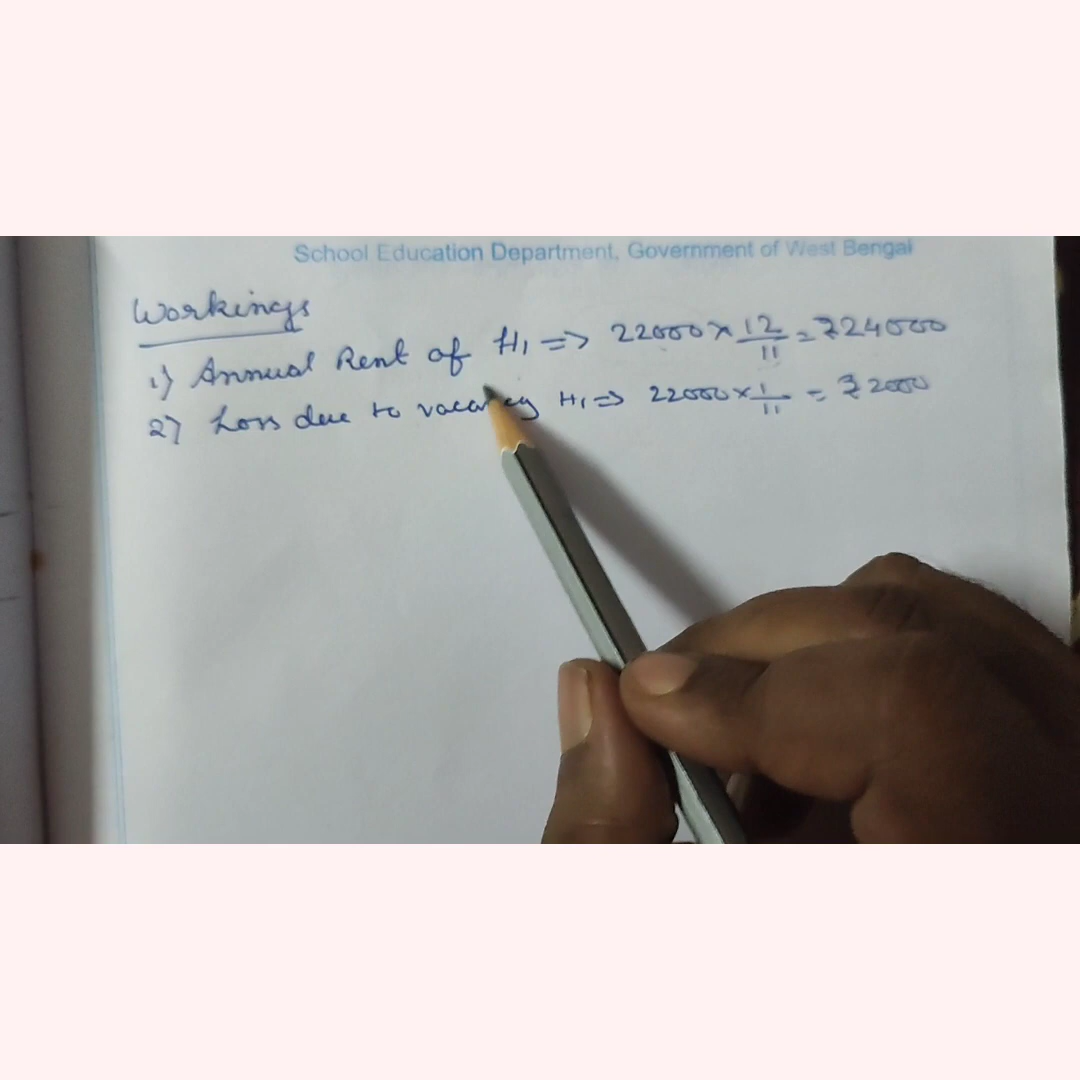 School Education Department, Government of West Bengal
Workings
1) Annual Rent of H₁ => 22000 × 12/11 = ₹24000
2) Loss due to vacancy H₁ => 22000 × 1/11 = ₹2000